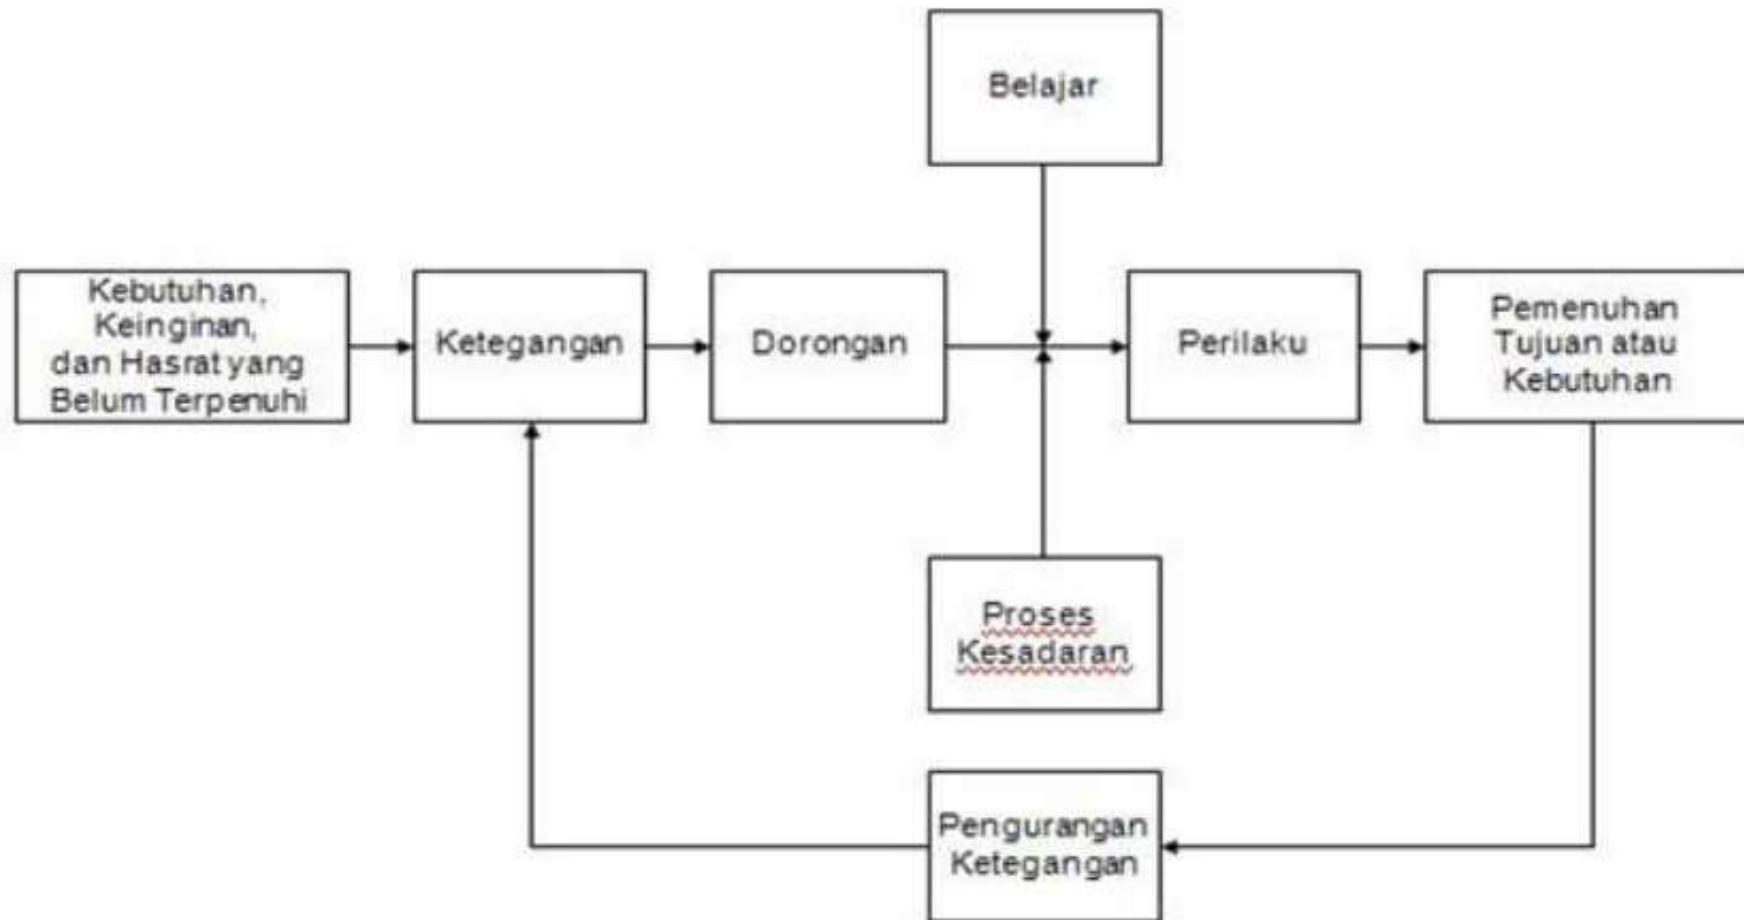 Belajar
Kebutuhan,
Keinginan,
dan Hasrat yang
Belum Terpenuhi
Ketegangan
Dorongan
Perilaku
Pemenuhan
Tujuan atau
Kebutuhan
Proses
Kesadaran
Pengurangan
Ketegangan